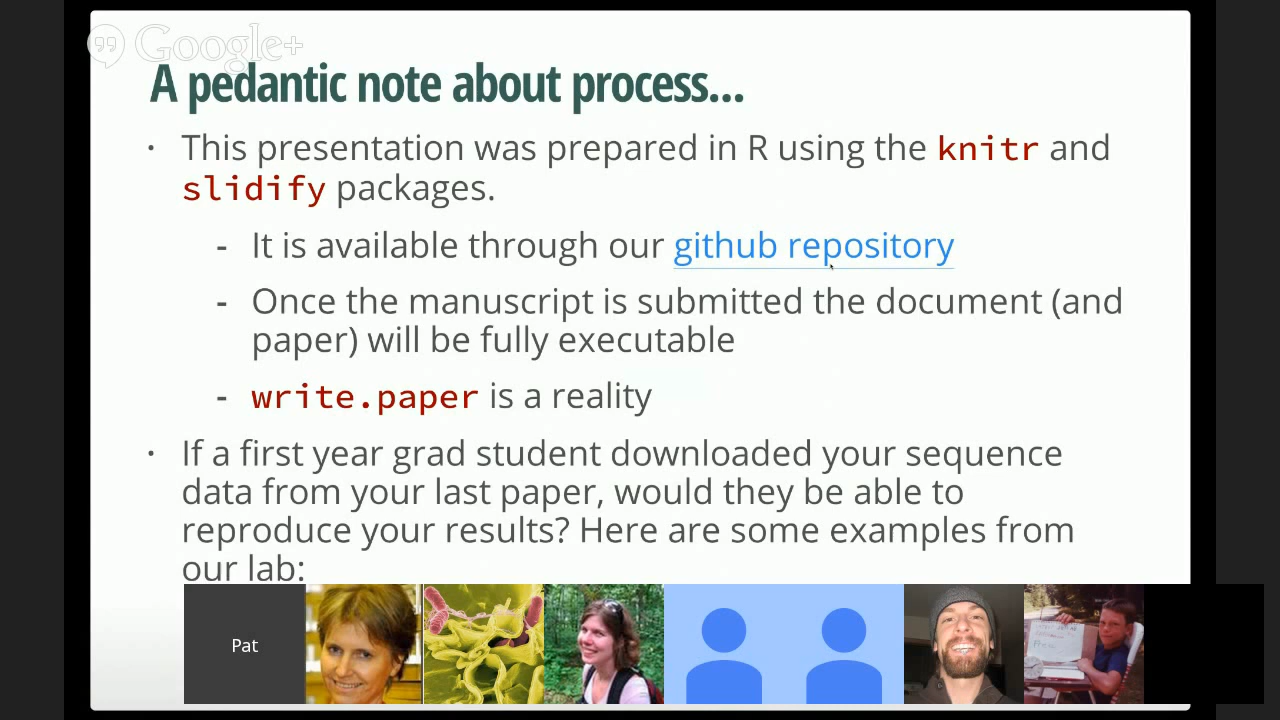 Google+
A pedantic note about process...
· This presentation was prepared in R using the knitr and
slidify packages.
- It is available through our github repository
- Once the manuscript is submitted the document (and
paper) will be fully executable
- write.paper is a reality
· If a first year grad student downloaded your sequence
data from your last paper, would they be able to
reproduce your results? Here are some examples from
our lab:
Pat